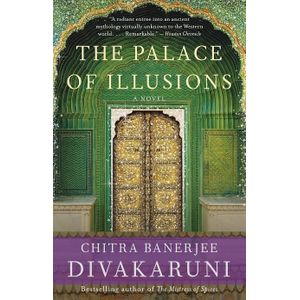 "A radiant entrée into an ancient
mythology virtually unknown to the Western
world. . . . Remarkable." —Houston Chronicle
THE PALACE
OF ILLUSIONS
A NOVEL
CHITRA BANERJEE
DIVAKARUNI
Bestselling author of The Mistress of Spices